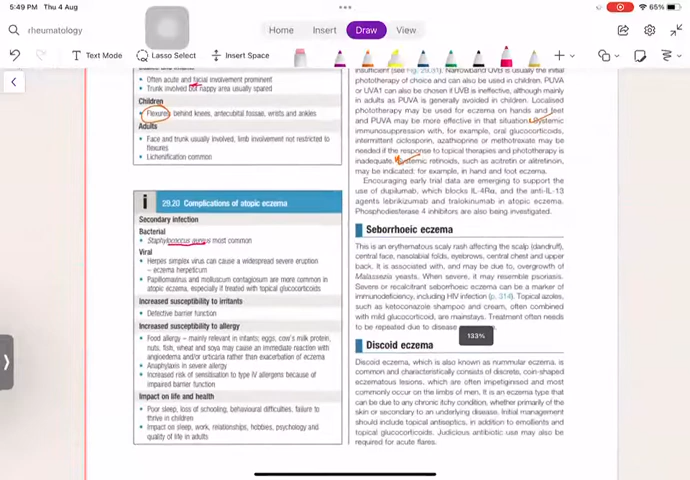 5:49 PM Thu 4 Aug
65%
rheumatology
Home
Insert
Draw
View
Text Mode
Lasso Select
Insert Space
• Often acute and facial involvement prominent
• Trunk involved but nappy area usually spared
Children
• Flexures: behind knees, antecubital fossae, wrists and ankles
Adults
• Face and trunk usually involved, limb involvement not restricted to
flexures
• Lichenification common
i
29.20 Complications of atopic eczema
Secondary infection
Bacterial
• Staphylococcus aureus most common
Viral
• Herpes simplex virus can cause a widespread severe eruption
– eczema herpeticum
• Papillomavirus and molluscum contagiosum are more common in
atopic eczema, especially if treated with topical glucocorticoids
Increased susceptibility to irritants
• Defective barrier function
Increased susceptibility to allergy
• Food allergy – mainly relevant in infants; eggs, cow's milk protein,
nuts, fish, wheat and soya may cause an immediate reaction with
angioedema and/or urticaria rather than exacerbation of eczema
• Anaphylaxis in severe allergy
• Increased risk of sensitisation to type IV allergens because of
impaired barrier function
Impact on life and health
• Poor sleep, loss of schooling, behavioural difficulties, failure to
thrive in children
• Impact on sleep, work, relationships, hobbies, psychology and
quality of life in adults
insufficient (see Fig. 29.31). Narrowband UVB is usually the initial
phototherapy of choice and can also be used in children. PUVA
or UVA1 can also be chosen if UVB is ineffective, although mainly
in adults as PUVA is generally avoided in children. Localised
phototherapy may be used for eczema on hands and feet
and PUVA may be more effective in that situation. Systemic
immunosuppression with, for example, oral glucocorticoids,
intermittent ciclosporin, azathioprine or methotrexate may be
needed if the response to topical therapies and phototherapy is
inadequate. Systemic retinoids, such as acitretin or alitretinoin,
may be indicated: for example, in hand and foot eczema.
Encouraging early trial data are emerging to support the
use of dupilumab, which blocks IL-4Rα, and the anti-IL-13
agents lebrikizumab and tralokinumab in atopic eczema.
Phosphodiesterase 4 inhibitors are also being investigated.
Seborrhoeic eczema
This is an erythematous scaly rash affecting the scalp (dandruff),
central face, nasolabial folds, eyebrows, central chest and upper
back. It is associated with, and may be due to, overgrowth of
Malassezia yeasts. When severe, it may resemble psoriasis.
Severe or recalcitrant seborrhoeic eczema can be a marker of
immunodeficiency, including HIV infection (p. 314). Topical azoles,
such as ketoconazole shampoo and cream, often combined
with mild glucocorticoid, are mainstays. Treatment often needs
to be repeated due to disease
133%
Discoid eczema
Discoid eczema, which is also known as nummular eczema, is
common and characteristically consists of discrete, coin-shaped
eczematous lesions, which are often impetiginised and most
commonly occur on the limbs of men. It is an eczema type that
can be due to any chronic itchy condition, whether primarily of the
skin or secondary to an underlying disease. Initial management
should include topical antiseptics, in addition to emollients and
topical glucocorticoids. Judicious antibiotic use may also be
required for acute flares.